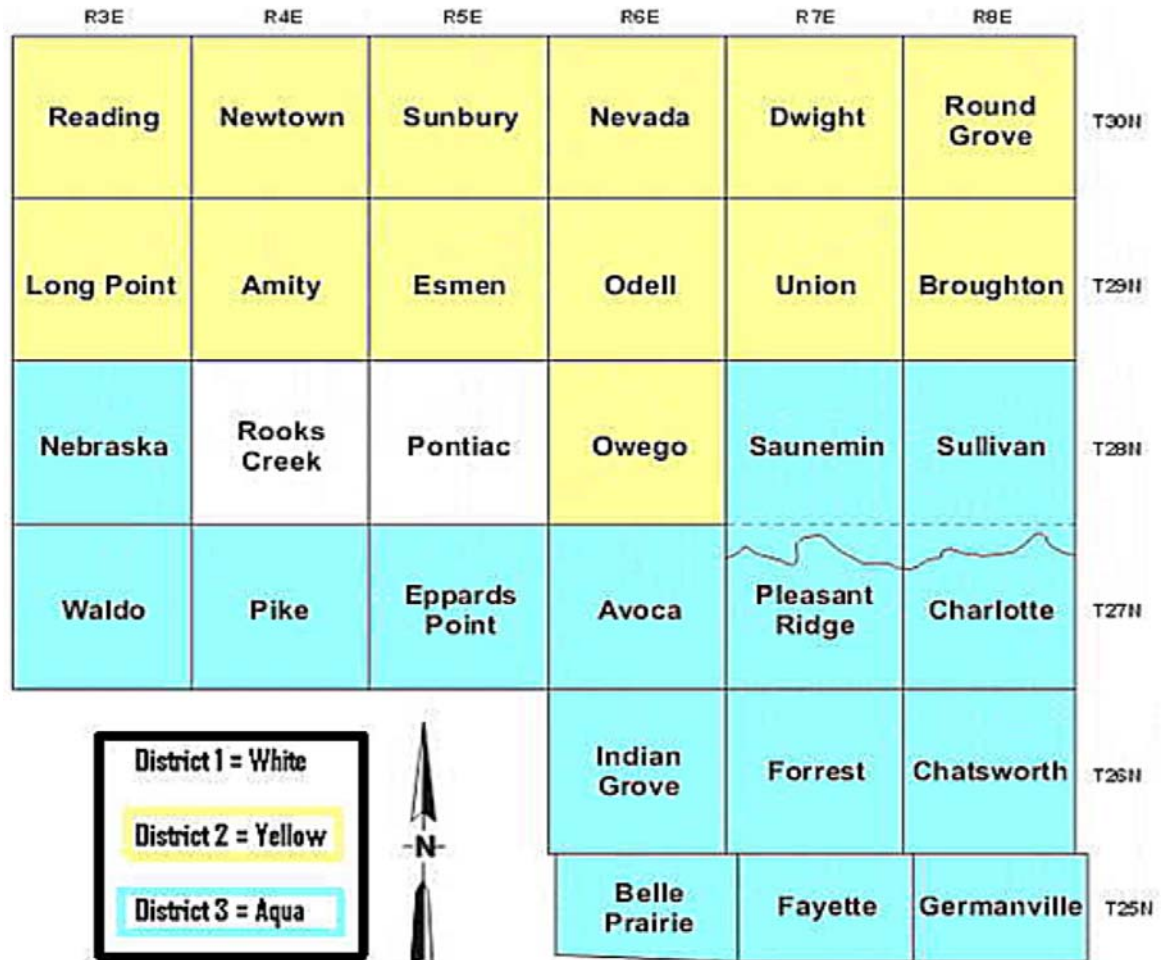 R3E R4E R5E R6E R7E R8E
Reading Newtown Sunbury Nevada Dwight Round
Grove T30N
Long Point Amity Esmen Odell Union Broughton T29N
Nebraska Rooks
Creek Pontiac Owego Saunemin Sullivan T28N
Waldo Pike Eppards
Point Avoca Pleasant
Ridge Charlotte T27N
Indian
Grove Forrest Chatsworth T26N
Belle
Prairie Fayette Germanville T25N
District 1 = White
District 2 = Yellow
District 3 = Aqua
N